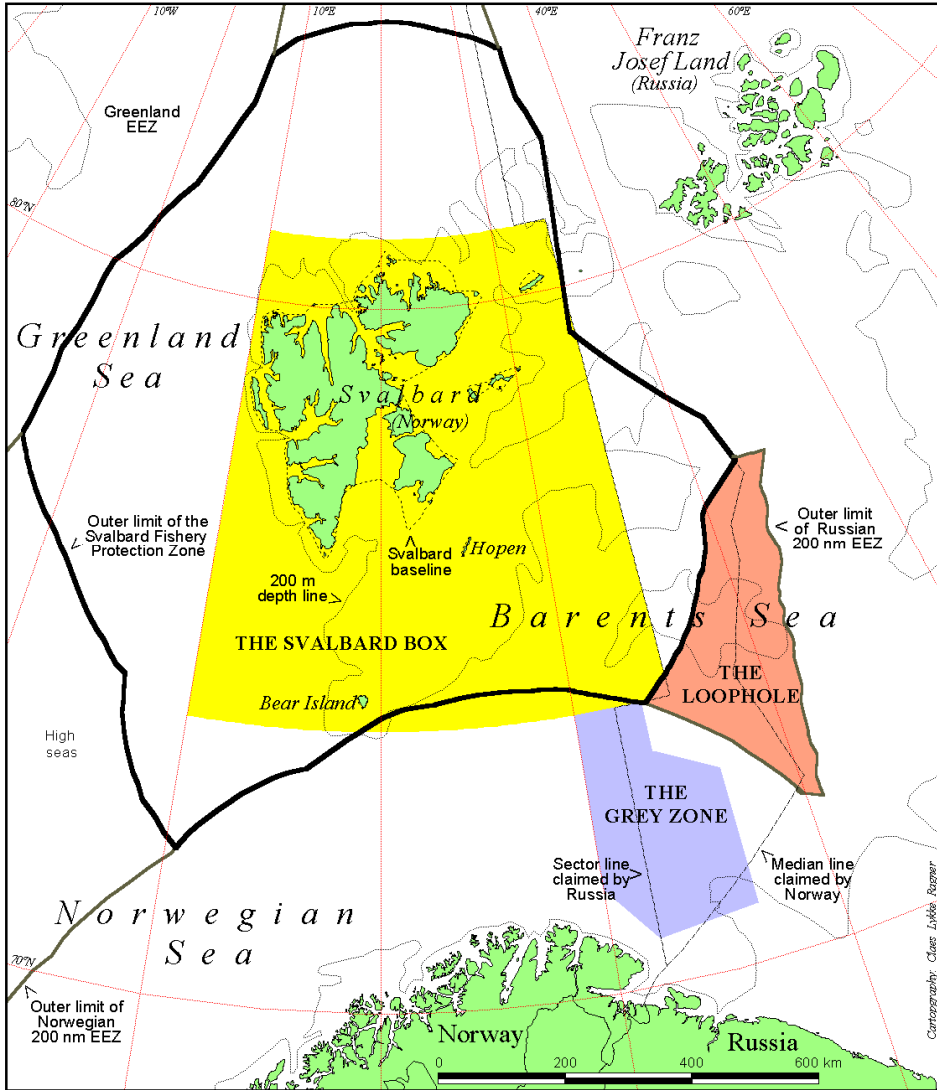 10°W
10°E
40°E
60°E
Franz
Josef Land
(Russia)
Greenland
EEZ
80°N
Greenland
Sea
Svalbard
(Norway)
Outer limit of the
Svalbard Fishery
Protection Zone
Outer limit
of Russian
200 nm EEZ
Svalbard
baseline
Hopen
200 m
depth line
Barents Sea
THE SVALBARD BOX
THE
LOOPHOLE
Bear Island
High
seas
THE
GREY ZONE
Sector line
claimed by
Russia
Median line
claimed by
Norway
Norwegian
Sea
70°N
Outer limit of
Norwegian
200 nm EEZ
Norway
Russia
0 200 400 600 km
Cartography: Claes Lykke Ragner